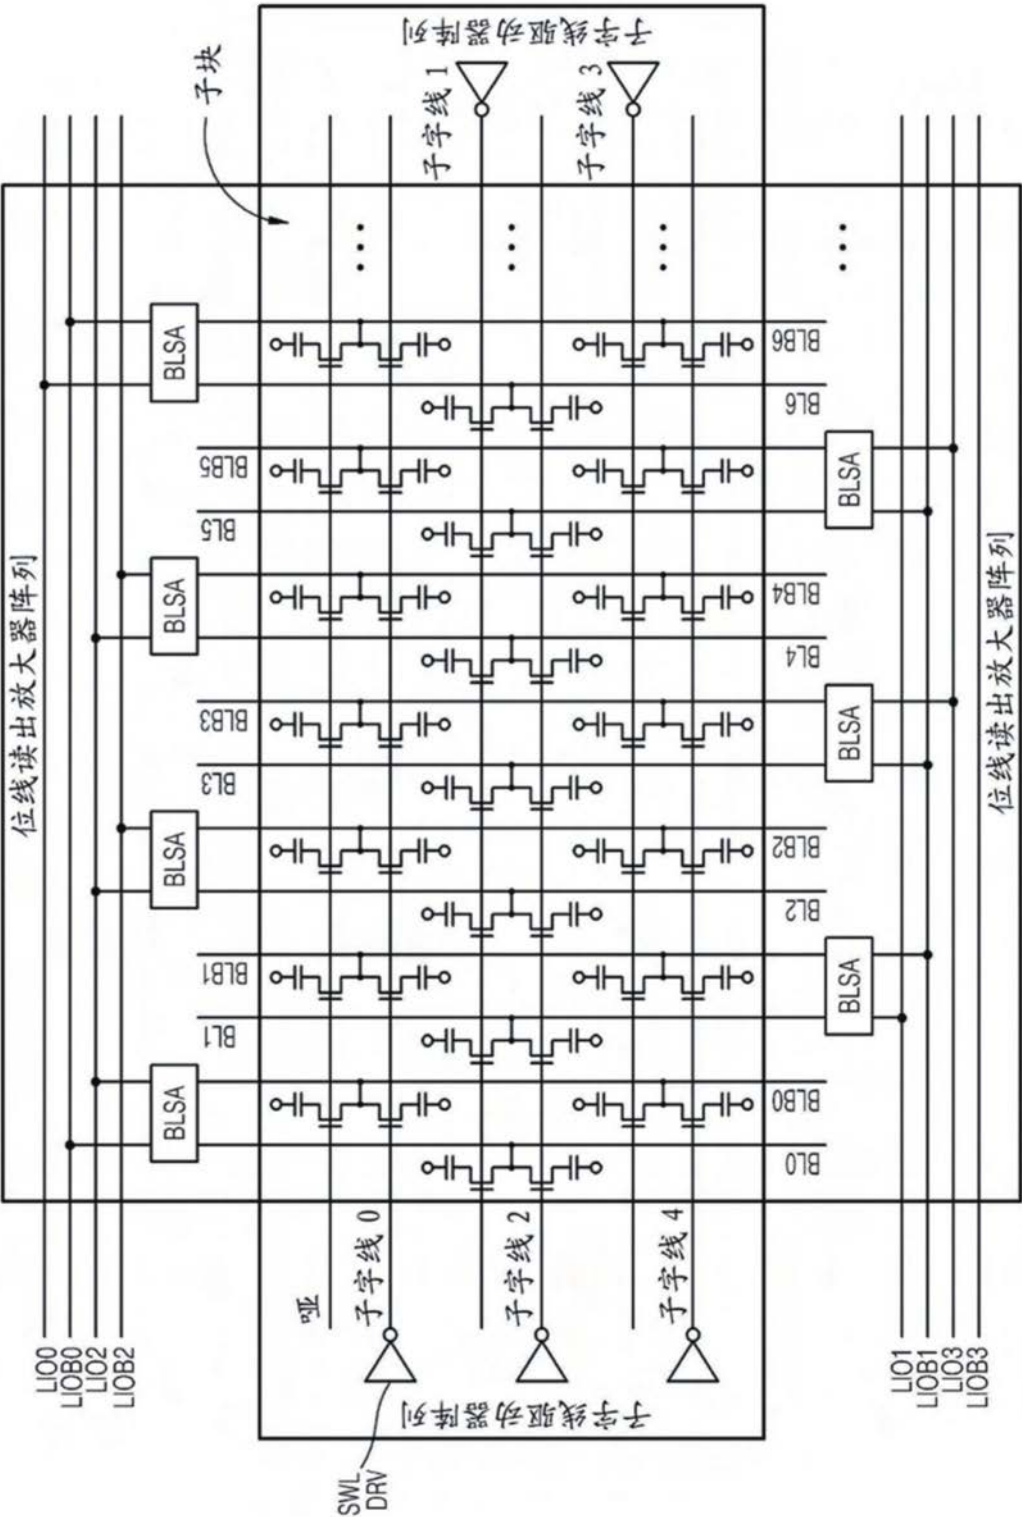 子字线驱动器阵列
子块
子字线 1
子字线 3
BLSA
BLB6
BL6
BLB5
BLSA
BL5
BLSA
BLB4
BL4
BLB3
BLSA
BL3
BLSA
BLB2
BL2
BLB1
BLSA
BL1
BLSA
BLB0
BL0
位线读出放大器阵列
位线读出放大器阵列
哑
子字线 0
子字线 2
子字线 4
LIO0
LIOB0
LIO2
LIOB2
LIO1
LIOB1
LIO3
LIOB3
子字线驱动器阵列
SWL
DRV